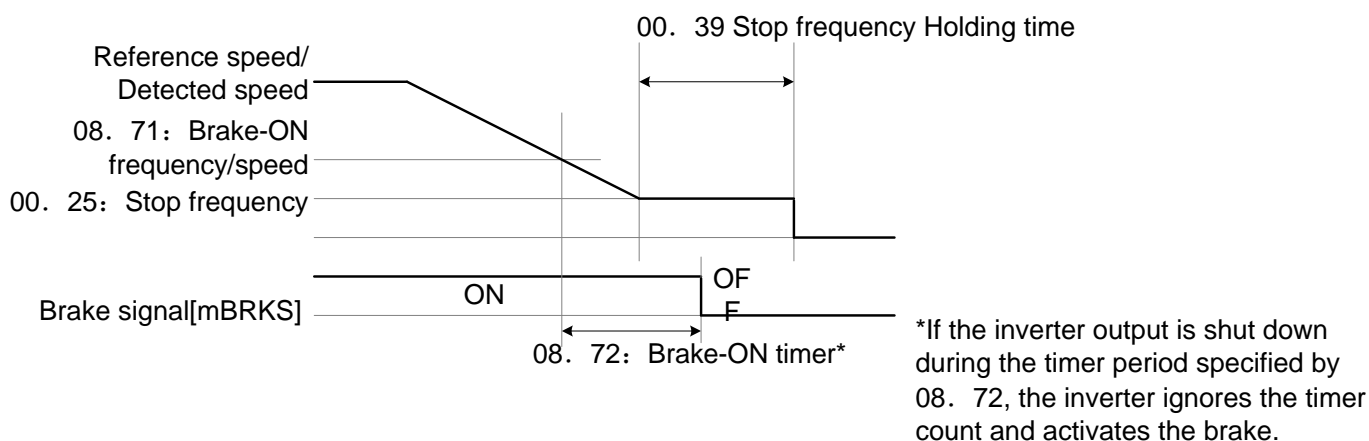 00．39 Stop frequency Holding time
Reference speed/
Detected speed
08．71：Brake-ON
frequency/speed
00．25：Stop frequency
ON
OF
F
Brake signal[mBRKS]
08．72：Brake-ON timer*
*If the inverter output is shut down
during the timer period specified by
08．72, the inverter ignores the timer
count and activates the brake.